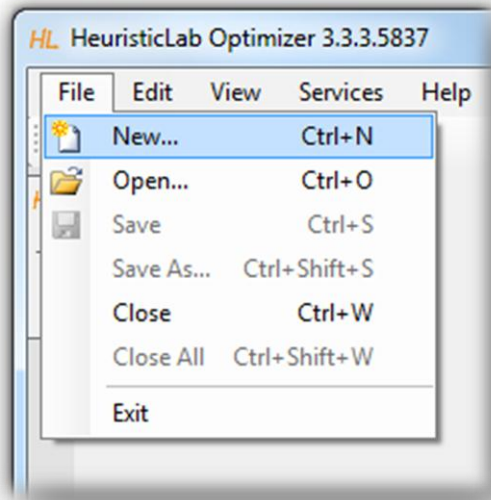 HL HeuristicLab Optimizer 3.3.3.5837
File Edit View Services Help
New... Ctrl+N
Open... Ctrl+O
Save Ctrl+S
Save As... Ctrl+Shift+S
Close Ctrl+W
Close All Ctrl+Shift+W
Exit